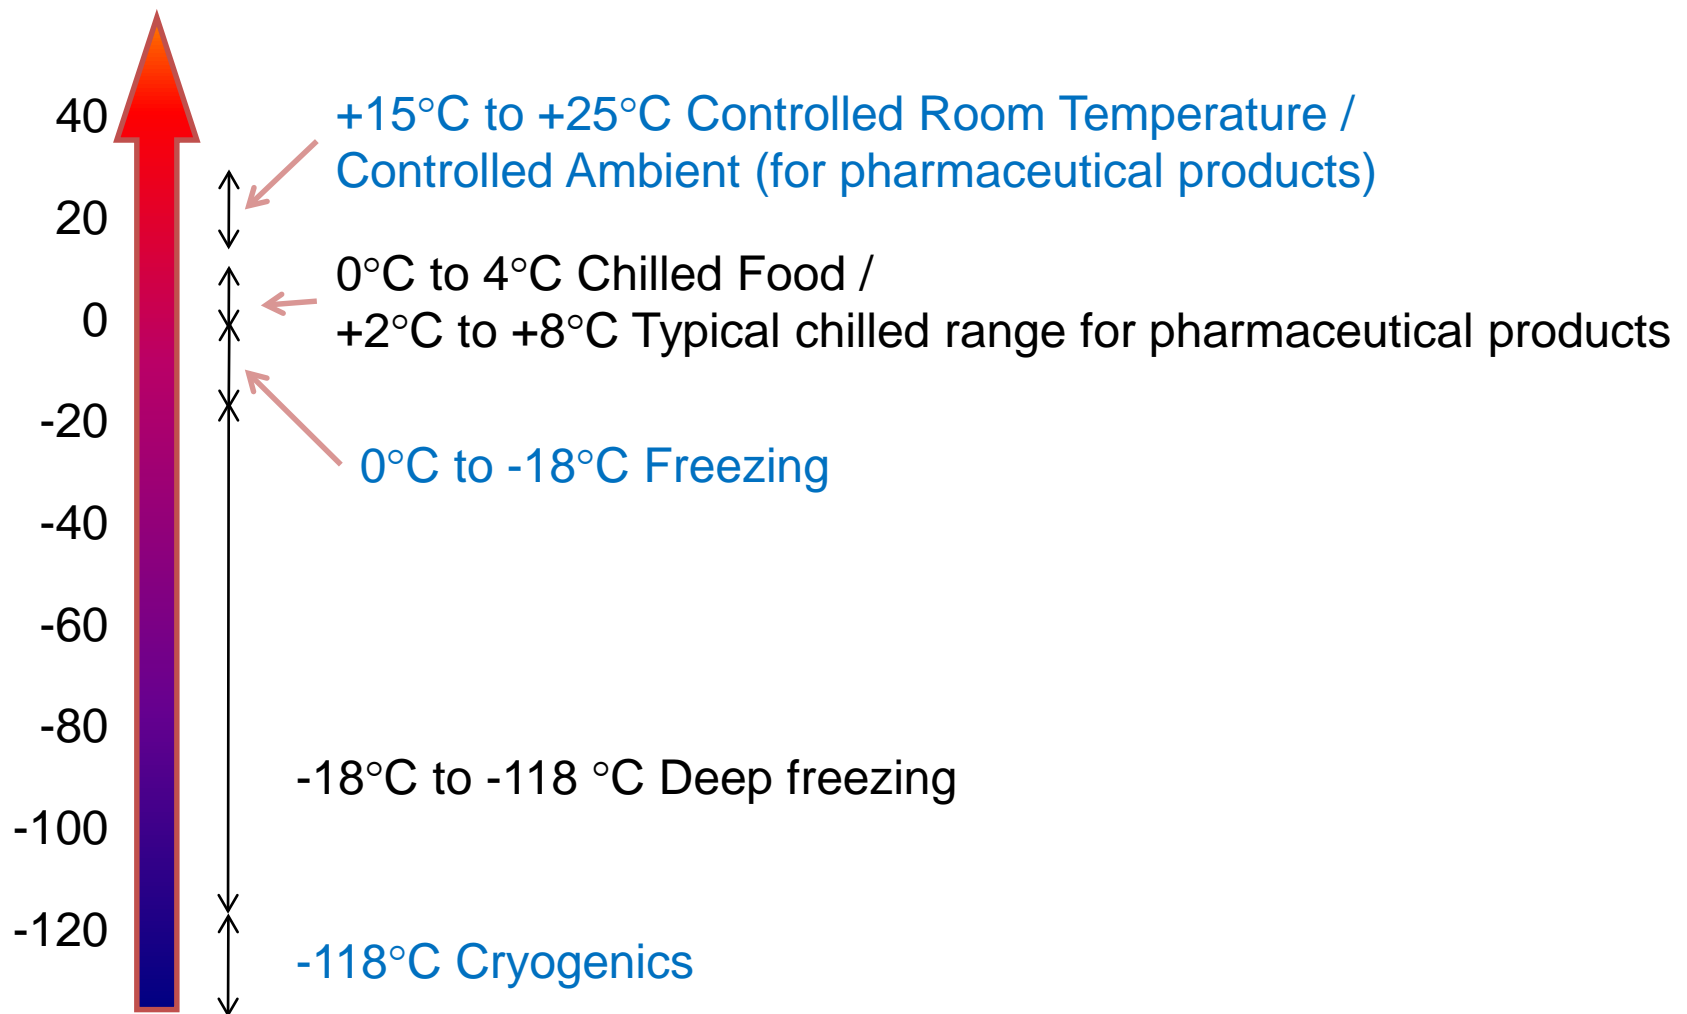 40
+15°C to +25°C Controlled Room Temperature /
Controlled Ambient (for pharmaceutical products)
20
0°C to 4°C Chilled Food /
0
+2°C to +8°C Typical chilled range for pharmaceutical products
-20
0°C to -18°C Freezing
-40
-60
-80
-18°C to -118 °C Deep freezing
-100
-120
-118°C Cryogenics